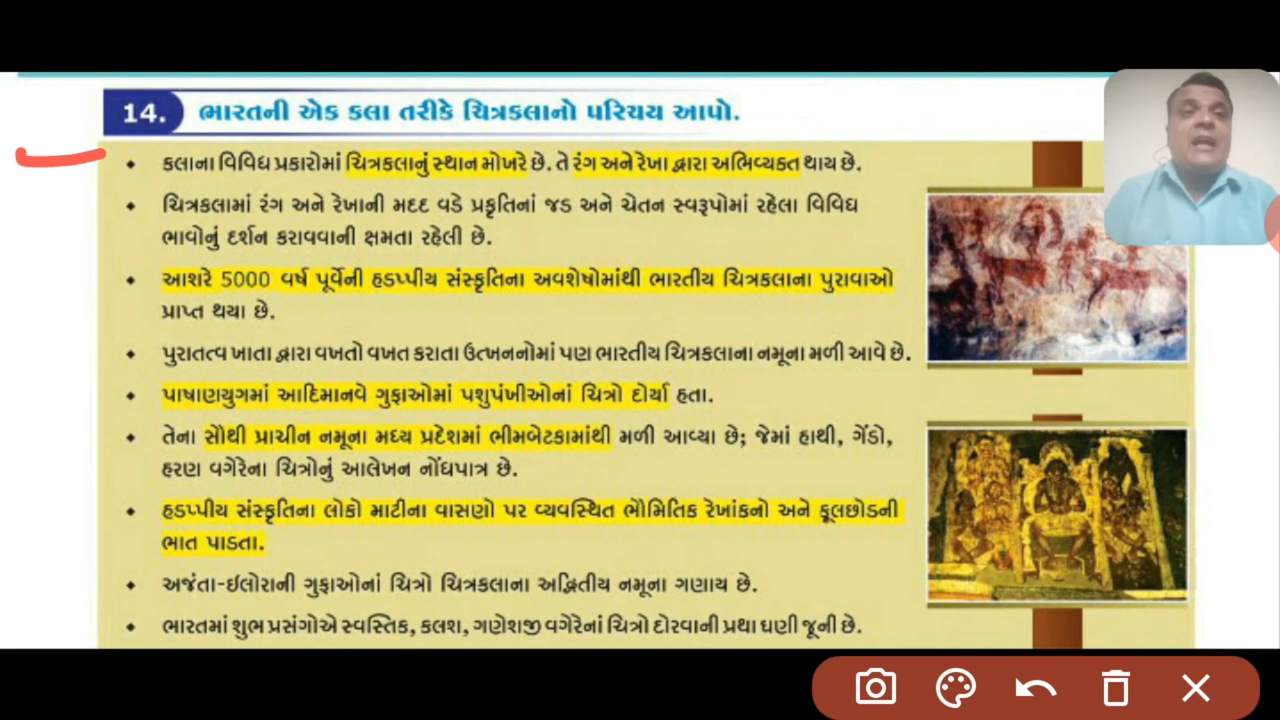 14. ભારતની એક કલા તરીકે ચિત્રકલાનો પરિચય આપો.
⬥ કલાના વિવિધ પ્રકારોમાં ચિત્રકલાનું સ્થાન મોખરે છે. તે રંગ અને રેખા દ્વારા અભિવ્યક્ત થાય છે.
⬥ ચિત્રકલામાં રંગ અને રેખાની મદદ વડે પ્રકૃતિનાં જડ અને ચેતન સ્વરૂપોમાં રહેલા વિવિધ
ભાવોનું દર્શન કરાવવાની ક્ષમતા રહેલી છે.
⬥ આશરે 5000 વર્ષ પૂર્વેની હડપ્પીય સંસ્કૃતિના અવશેષોમાંથી ભારતીય ચિત્રકલાના પુરાવાઓ
પ્રાપ્ત થયા છે.
⬥ પુરાતત્વ ખાતા દ્વારા વખતો વખત કરાતા ઉત્ખનનોમાં પણ ભારતીય ચિત્રકલાના નમૂના મળી આવે છે.
⬥ પાષાણયુગમાં આદિમાનવે ગુફાઓમાં પશુપંખીઓનાં ચિત્રો દોર્યા હતા.
⬥ તેના સૌથી પ્રાચીન નમૂના મધ્ય પ્રદેશમાં ભીમબેટકામાંથી મળી આવ્યા છે; જેમાં હાથી, ગેંડો,
હરણ વગેરેના ચિત્રોનું આલેખન નોંધપાત્ર છે.
⬥ હડપ્પીય સંસ્કૃતિના લોકો માટીના વાસણો પર વ્યવસ્થિત ભૌમિતિક રેખાંકનો અને ફૂલછોડની
ભાત પાડતા.
⬥ અજંતા-ઈલોરાની ગુફાઓનાં ચિત્રો ચિત્રકલાના અદ્વિતીય નમૂના ગણાય છે.
⬥ ભારતમાં શુભ પ્રસંગોએ સ્વસ્તિક, કલશ, ગણેશજી વગેરેનાં ચિત્રો દોરવાની પ્રથા ઘણી જૂની છે.